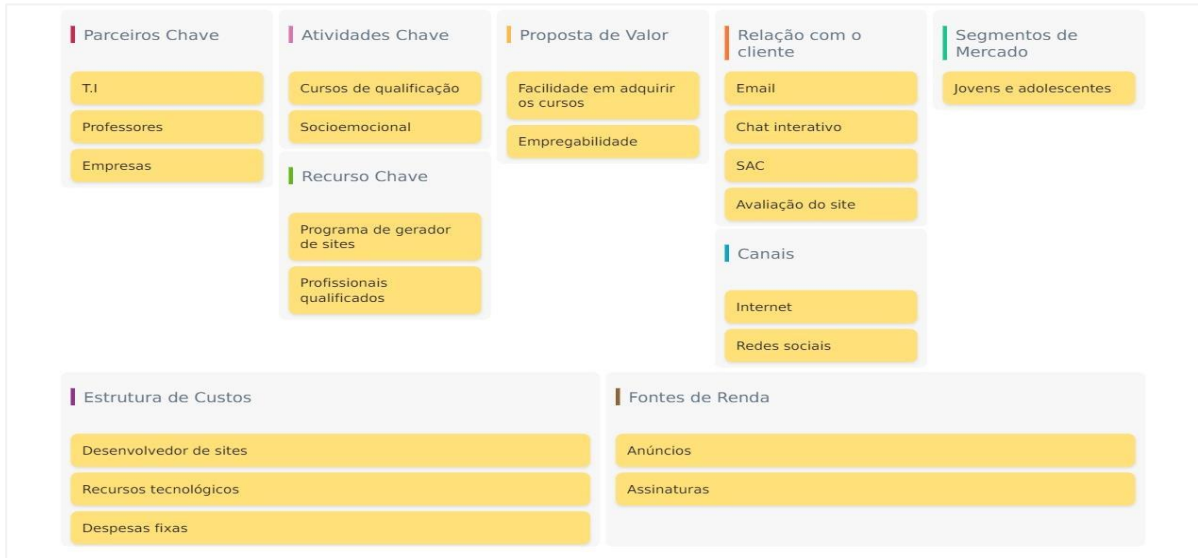 Parceiros Chave
T.I
Professores
Empresas
Atividades Chave
Cursos de qualificação
Socioemocional
Recurso Chave
Programa de gerador
de sites
Profissionais
qualificados
Proposta de Valor
Facilidade em adquirir
os cursos
Empregabilidade
Relação com o
cliente
Email
Chat interativo
SAC
Avaliação do site
Canais
Internet
Redes sociais
Segmentos de
Mercado
Jovens e adolescentes
Estrutura de Custos
Desenvolvedor de sites
Recursos tecnológicos
Despesas fixas
Fontes de Renda
Anúncios
Assinaturas